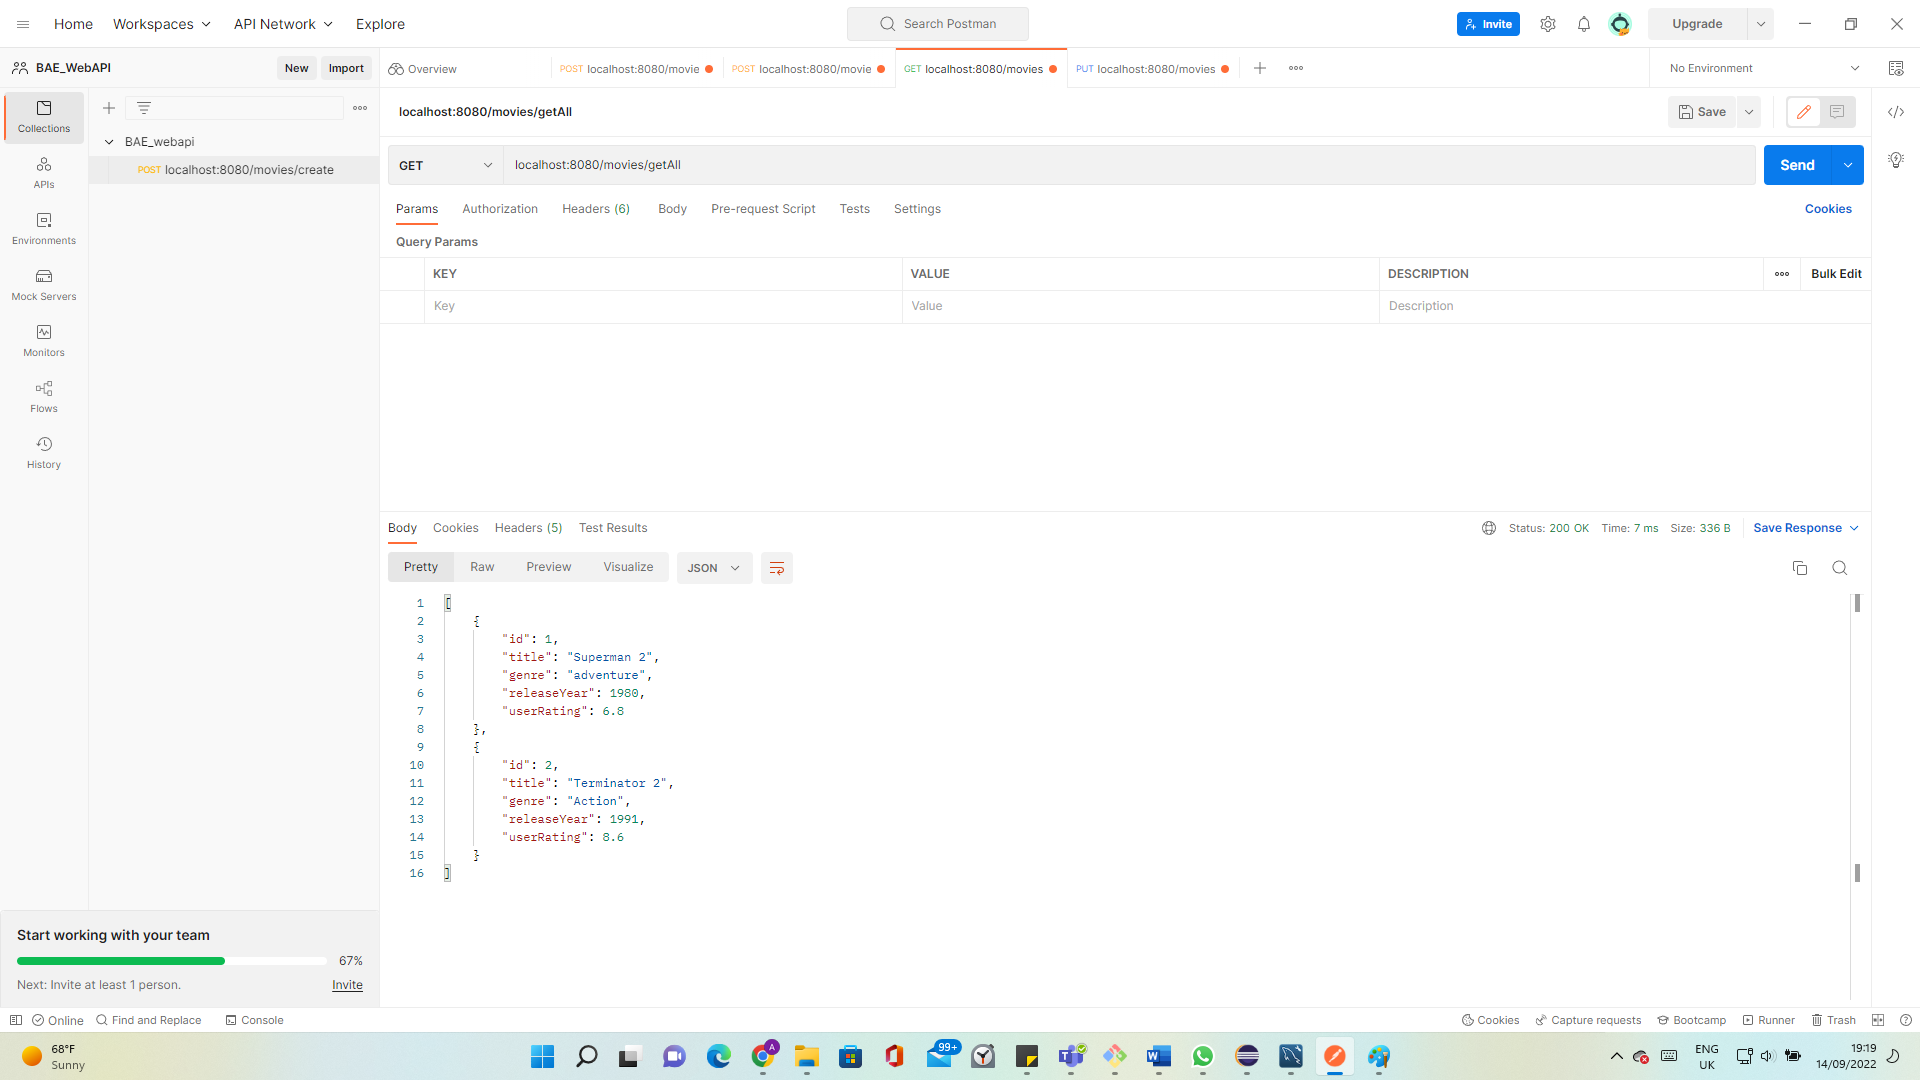 Home Workspaces API Network Explore Search Postman Invite Upgrade
BAE_WebAPI New Import Overview POST localhost:8080/movie POST localhost:8080/movie GET localhost:8080/movies PUT localhost:8080/movies No Environment
Collections
APIs
Environments
Mock Servers
Monitors
Flows
History
BAE_webapi
POST localhost:8080/movies/create
localhost:8080/movies/getAll Save
GET localhost:8080/movies/getAll Send
Params Authorization Headers (6) Body Pre-request Script Tests Settings Cookies
Query Params
KEY VALUE DESCRIPTION Bulk Edit
Key Value Description
Body Cookies Headers (5) Test Results Status: 200 OK Time: 7 ms Size: 336 B Save Response
Pretty Raw Preview Visualize JSON
1 [
2 {
3 "id": 1,
4 "title": "Superman 2",
5 "genre": "adventure",
6 "releaseYear": 1980,
7 "userRating": 6.8
8 },
9 {
10 "id": 2,
11 "title": "Terminator 2",
12 "genre": "Action",
13 "releaseYear": 1991,
14 "userRating": 8.6
15 }
16 ]
Start working with your team
67%
Next: Invite at least 1 person. Invite
Online Find and Replace Console Cookies Capture requests Bootcamp Runner Trash
68°F
Sunny
A
99+
ENG
UK
19:19
14/09/2022